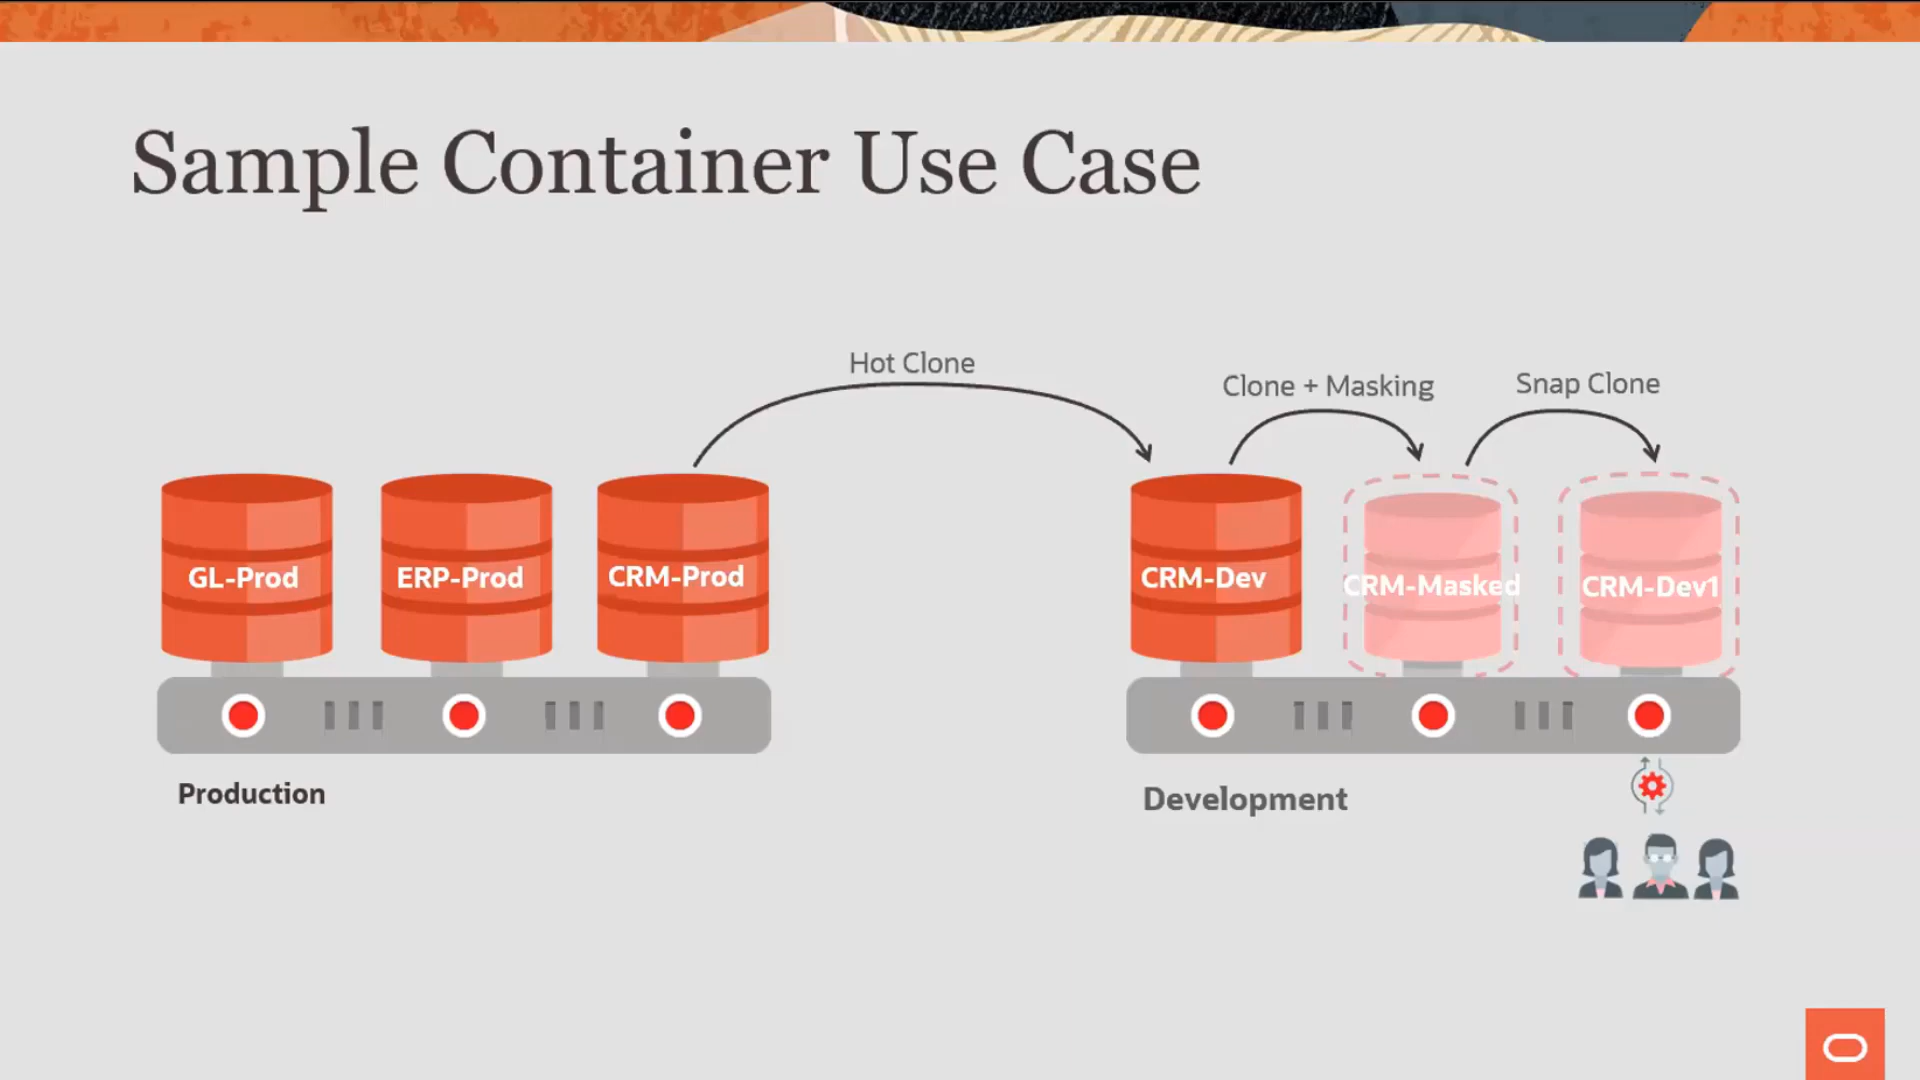 Sample Container Use Case
Hot Clone
Clone + Masking
Snap Clone
GL-Prod
ERP-Prod
CRM-Prod
CRM-Dev
CRM-Masked
CRM-Dev1
Production
Development